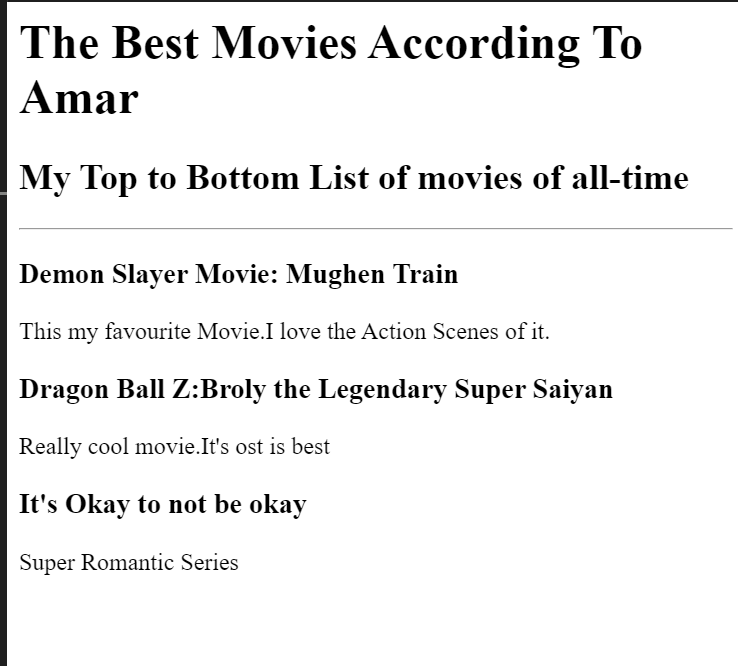 The Best Movies According To
Amar
My Top to Bottom List of movies of all-time
Demon Slayer Movie: Mughen Train
This my favourite Movie.I love the Action Scenes of it.
Dragon Ball Z:Broly the Legendary Super Saiyan
Really cool movie.It's ost is best
It's Okay to not be okay
Super Romantic Series